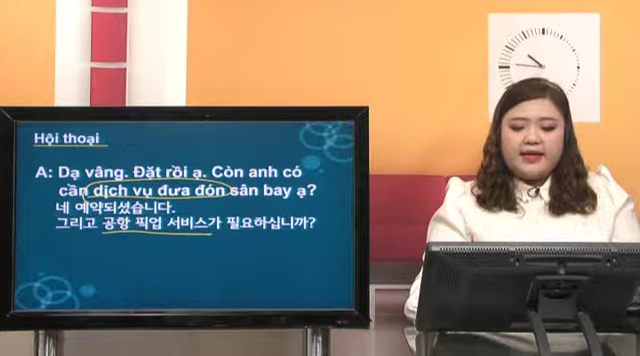 Hội thoại
A: Dạ vâng. Đặt rồi ạ. Còn anh có
cần dịch vụ đưa đón sân bay ạ?
네 예약되셨습니다.
그리고 공항 픽업 서비스가 필요하십니까?